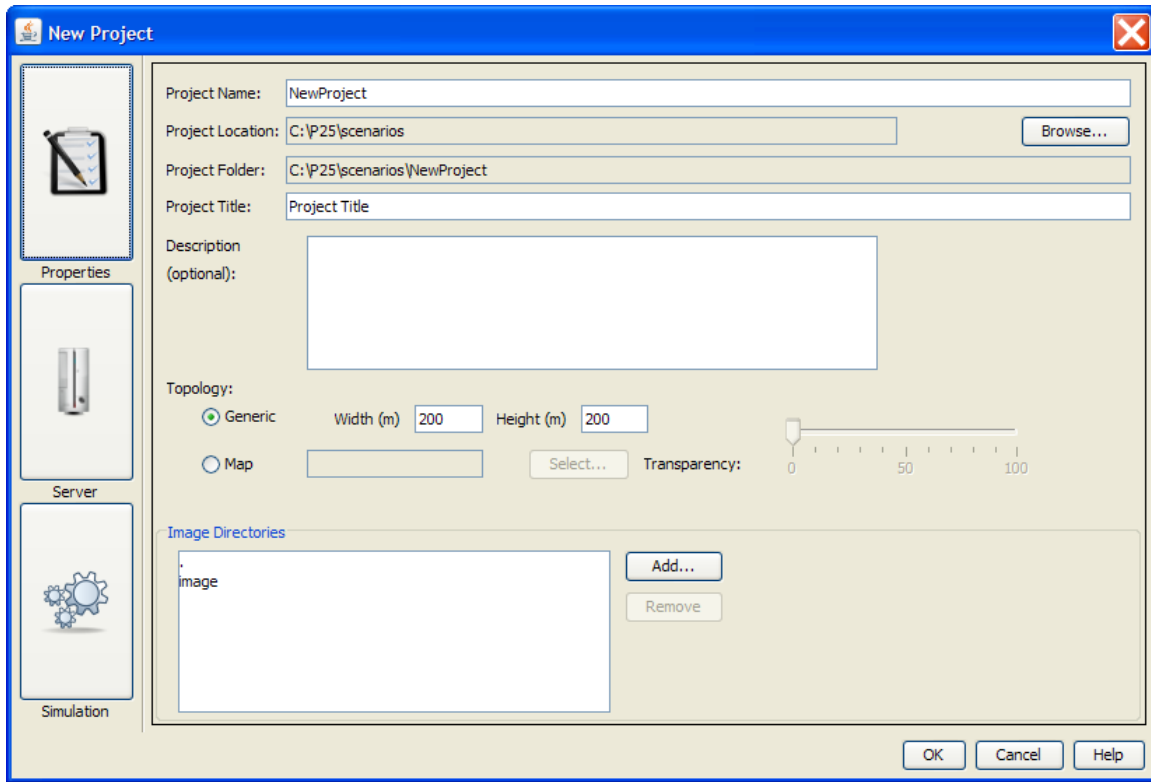 New Project
Project Name: NewProject
Project Location: C:\P25\scenarios Browse...
Project Folder: C:\P25\scenarios\NewProject
Project Title: Project Title
Description
(optional):
Properties
Topology:
Generic Width (m) 200 Height (m) 200
Map Select... Transparency: 0 50 100
Server
Image Directories
.
image
Add...
Remove
Simulation
OK Cancel Help